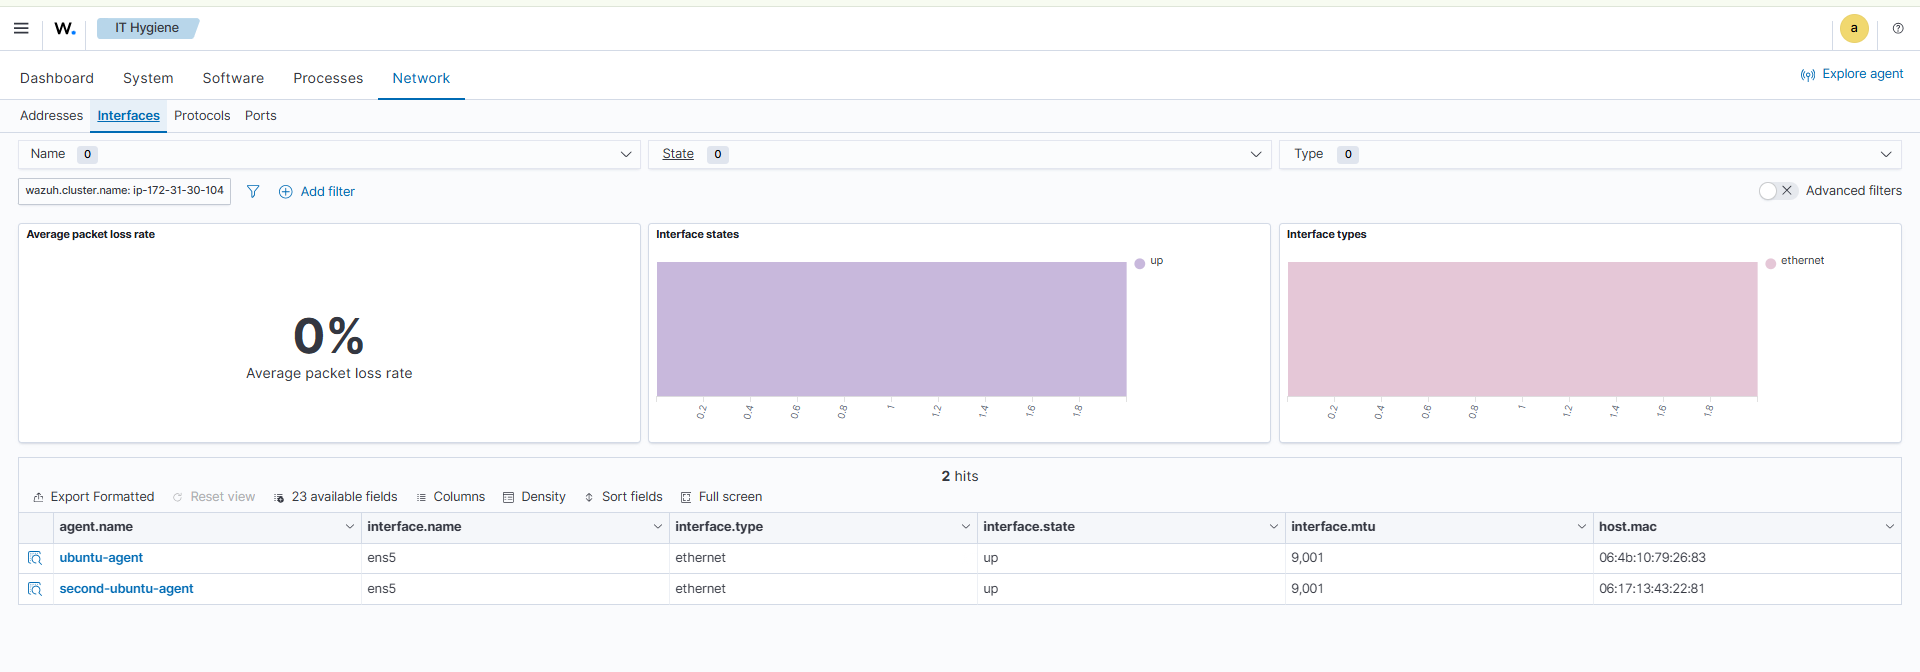 W. IT Hygiene a
Dashboard System Software Processes Network Explore agent
Addresses Interfaces Protocols Ports
Name 0 State 0 Type 0
wazuh.cluster.name: ip-172-31-30-104 Add filter Advanced filters
Average packet loss rate
0%
Average packet loss rate
Interface states
up
0.2 0.4 0.6 0.8 1 1.2 1.4 1.6 1.8
Interface types
ethernet
0.2 0.4 0.6 0.8 1 1.2 1.4 1.6 1.8
2 hits
Export Formatted Reset view 23 available fields Columns Density Sort fields Full screen
agent.name interface.name interface.type interface.state interface.mtu host.mac
ubuntu-agent ens5 ethernet up 9,001 06:4b:10:79:26:83
second-ubuntu-agent ens5 ethernet up 9,001 06:17:13:43:22:81